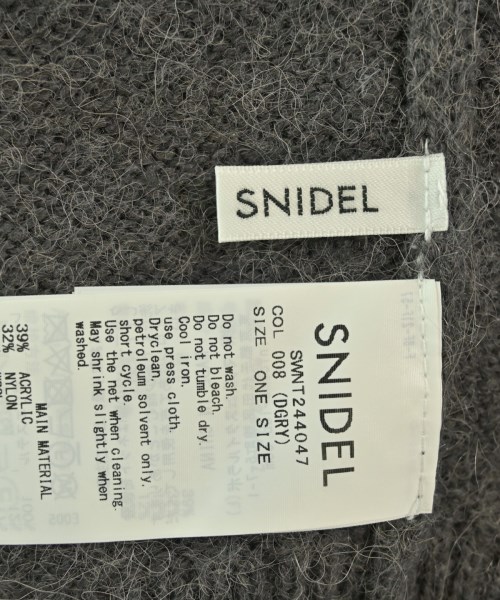 SNIDEL
SNIDEL
SWNT244047
COL 008 (DGRY)
SIZE ONE SIZE
Do not wash.
Do not bleach.
Do not tumble dry.
Cool iron.
use press cloth.
Dryclean.
petroleum solvent only.
short cycle.
Use the net when cleaning.
May shrink slightly when
washed.
MAIN MATERIAL
39% ACRYLIC
32% NYLON